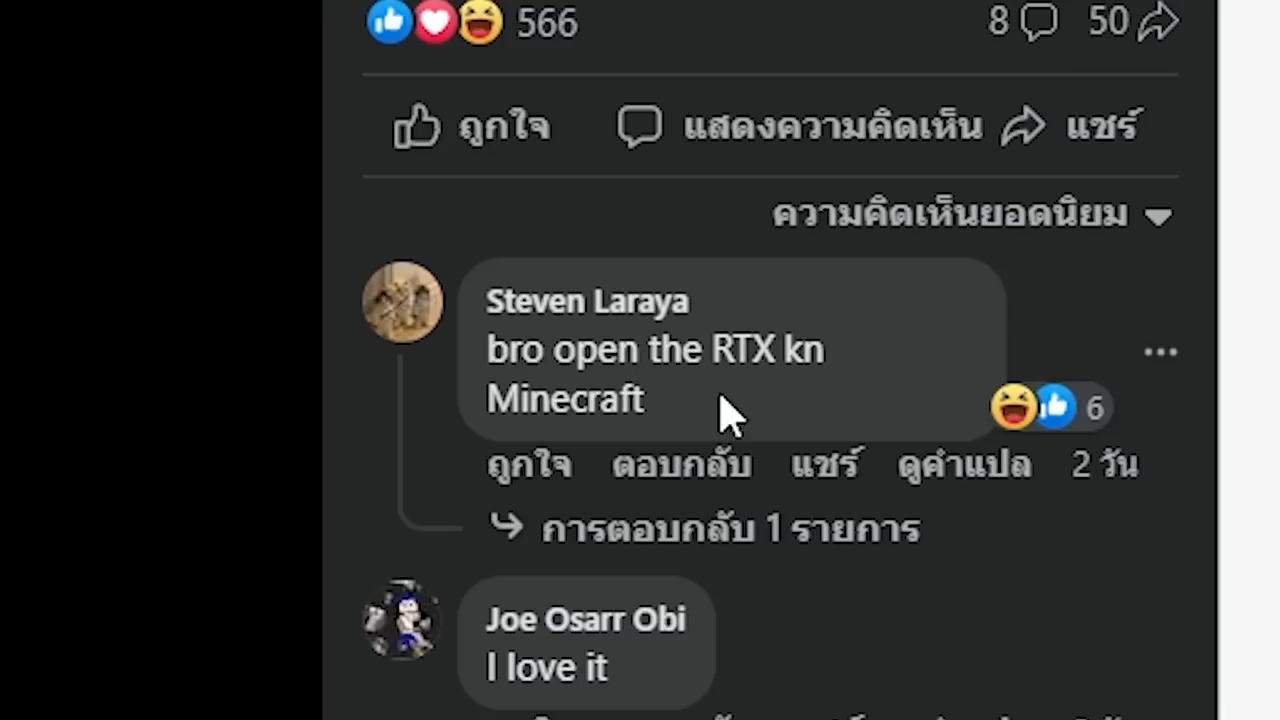 566 8 50
ถูกใจ แสดงความคิดเห็น แชร์
ความคิดเห็นยอดนิยม
Steven Laraya
bro open the RTX kn
Minecraft
6
ถูกใจ ตอบกลับ แชร์ ดูคำแปล 2 วัน
การตอบกลับ 1 รายการ
Joe Osarr Obi
I love it